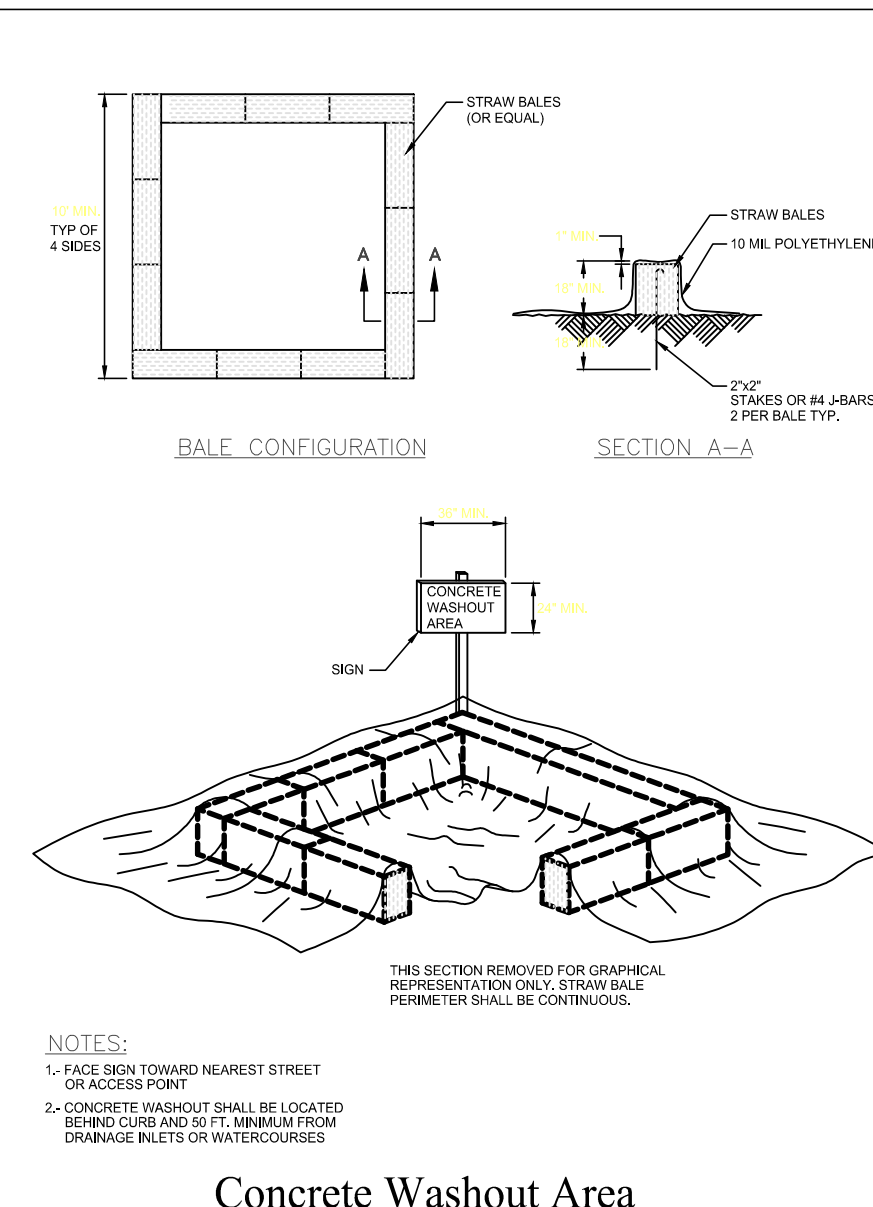 STRAW BALES
(OR EQUAL)
10' MIN.
TYP OF
4 SIDES
A
A
BALE CONFIGURATION
1" MIN.
18" MIN.
18" MIN.
STRAW BALES
10 MIL POLYETHYLENE
2"x2"
STAKES OR #4 J-BARS
2 PER BALE TYP.
SECTION A-A
36" MIN.
24" MIN.
CONCRETE
WASHOUT
AREA
SIGN
THIS SECTION REMOVED FOR GRAPHICAL
REPRESENTATION ONLY. STRAW BALE
PERIMETER SHALL BE CONTINUOUS.
NOTES:
1.- FACE SIGN TOWARD NEAREST STREET
OR ACCESS POINT
2.- CONCRETE WASHOUT SHALL BE LOCATED
BEHIND CURB AND 50 FT. MINIMUM FROM
DRAINAGE INLETS OR WATERCOURSES
Concrete Washout Area